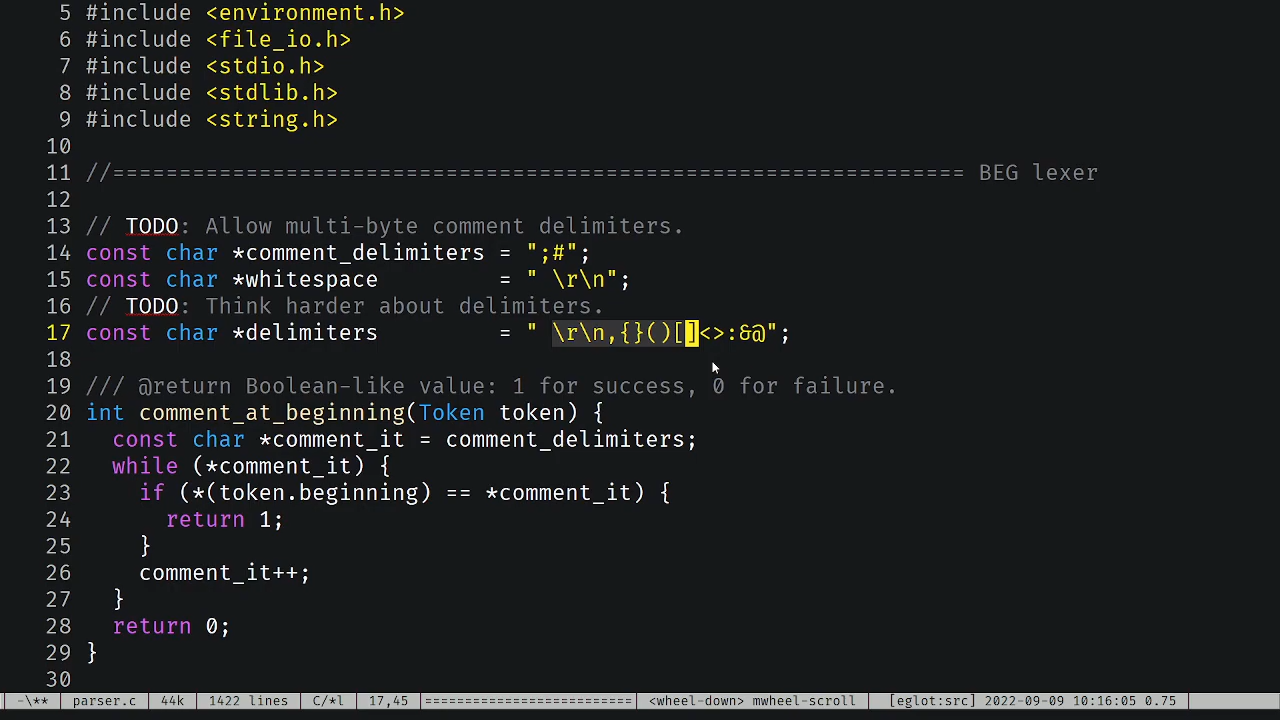 5 #include <environment.h>
6 #include <file_io.h>
7 #include <stdio.h>
8 #include <stdlib.h>
9 #include <string.h>
10
11 //================================================================ BEG lexer
12
13 // TODO: Allow multi-byte comment delimiters.
14 const char *comment_delimiters = ";#";
15 const char *whitespace         = " \r\n";
16 // TODO: Think harder about delimiters.
17 const char *delimiters         = " \r\n,{}()[]<>:&@";
18
19 /// @return Boolean-like value: 1 for success, 0 for failure.
20 int comment_at_beginning(Token token) {
21   const char *comment_it = comment_delimiters;
22   while (*comment_it) {
23     if (*(token.beginning) == *comment_it) {
24       return 1;
25     }
26     comment_it++;
27   }
28   return 0;
29 }
30
-\** parser.c 44k 1422 lines C/*l 17,45 ============================== <wheel-down> mwheel-scroll [eglot:src] 2022-09-09 10:16:05 0.75